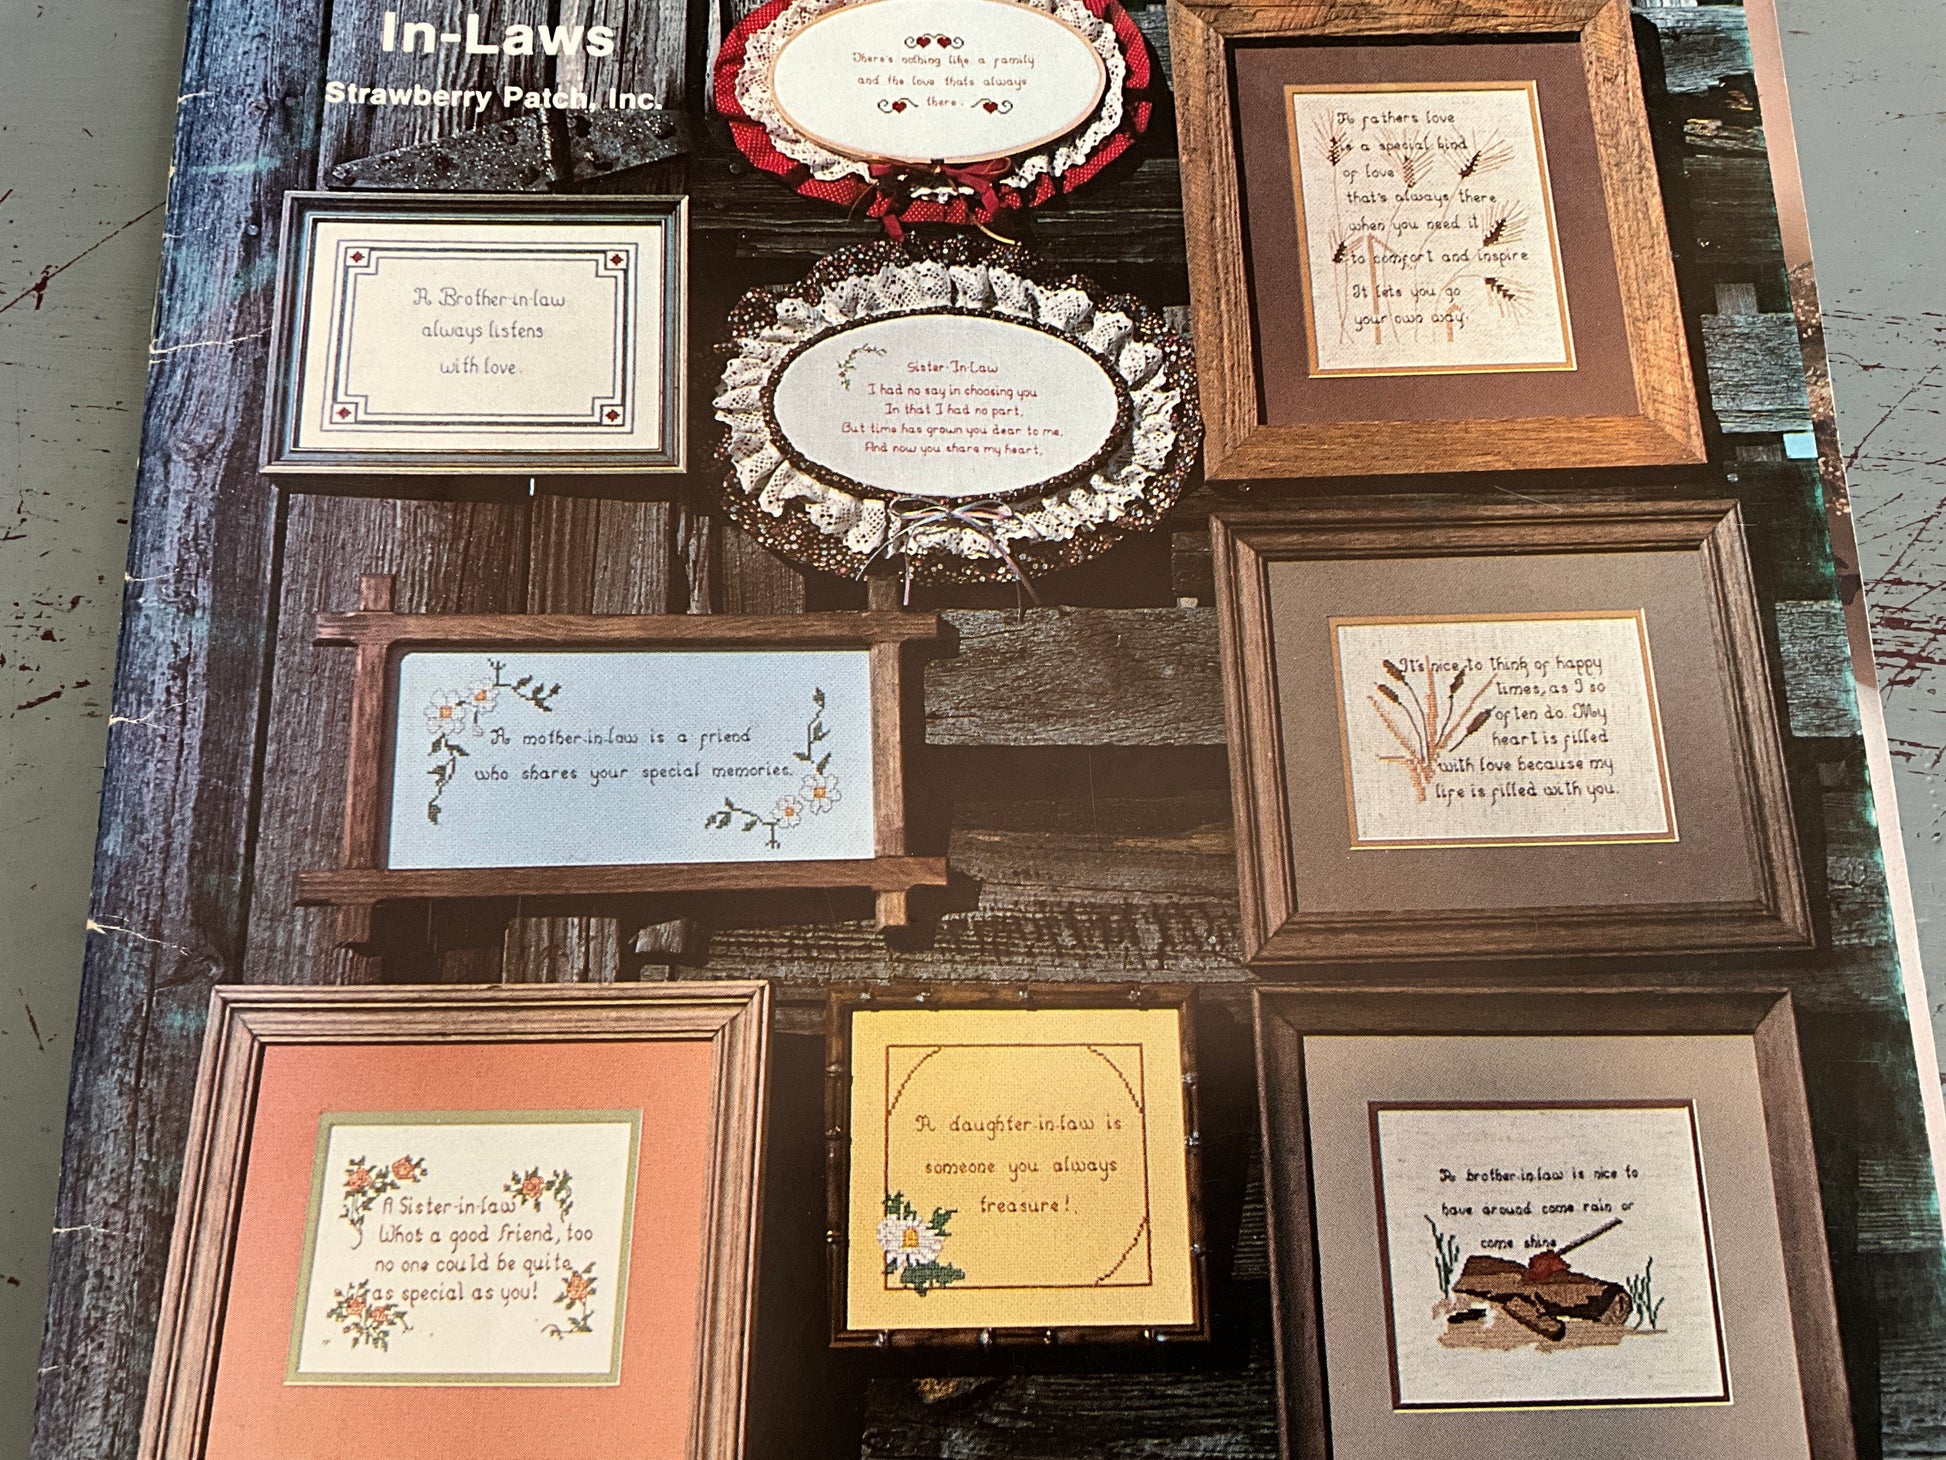 In-Laws
Strawberry Patch, Inc.
There's nothing like a family
and the love thats always
there.
A fathers love
is a special kind
of love
that's always there
when you need it
to comfort and inspire
It lets you go
your own way.
A Brother-in-law
always listens
with love.
Sister-In-Law
I had no say in choosing you
In that I had no part,
But time has grown you dear to me,
And now you share my heart.
A mother-in-law is a friend
who shares your special memories.
It's nice to think of happy
times, as I so
often do. My
heart is filled
with love because my
life is filled with you.
A Sister-in-law
What a good friend, too
no one could be quite
as special as you!
A daughter-in-law is
someone you always
treasure!
A brother-in-law is nice to
have around come rain or
come shine